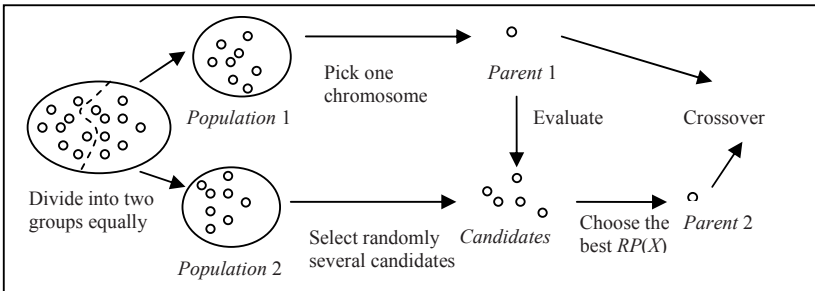 Pick one
chromosome
Parent 1
Population 1
Evaluate
Crossover
Divide into two
groups equally
Population 2
Select randomly
several candidates
Candidates
Choose the
best RP(X)
Parent 2